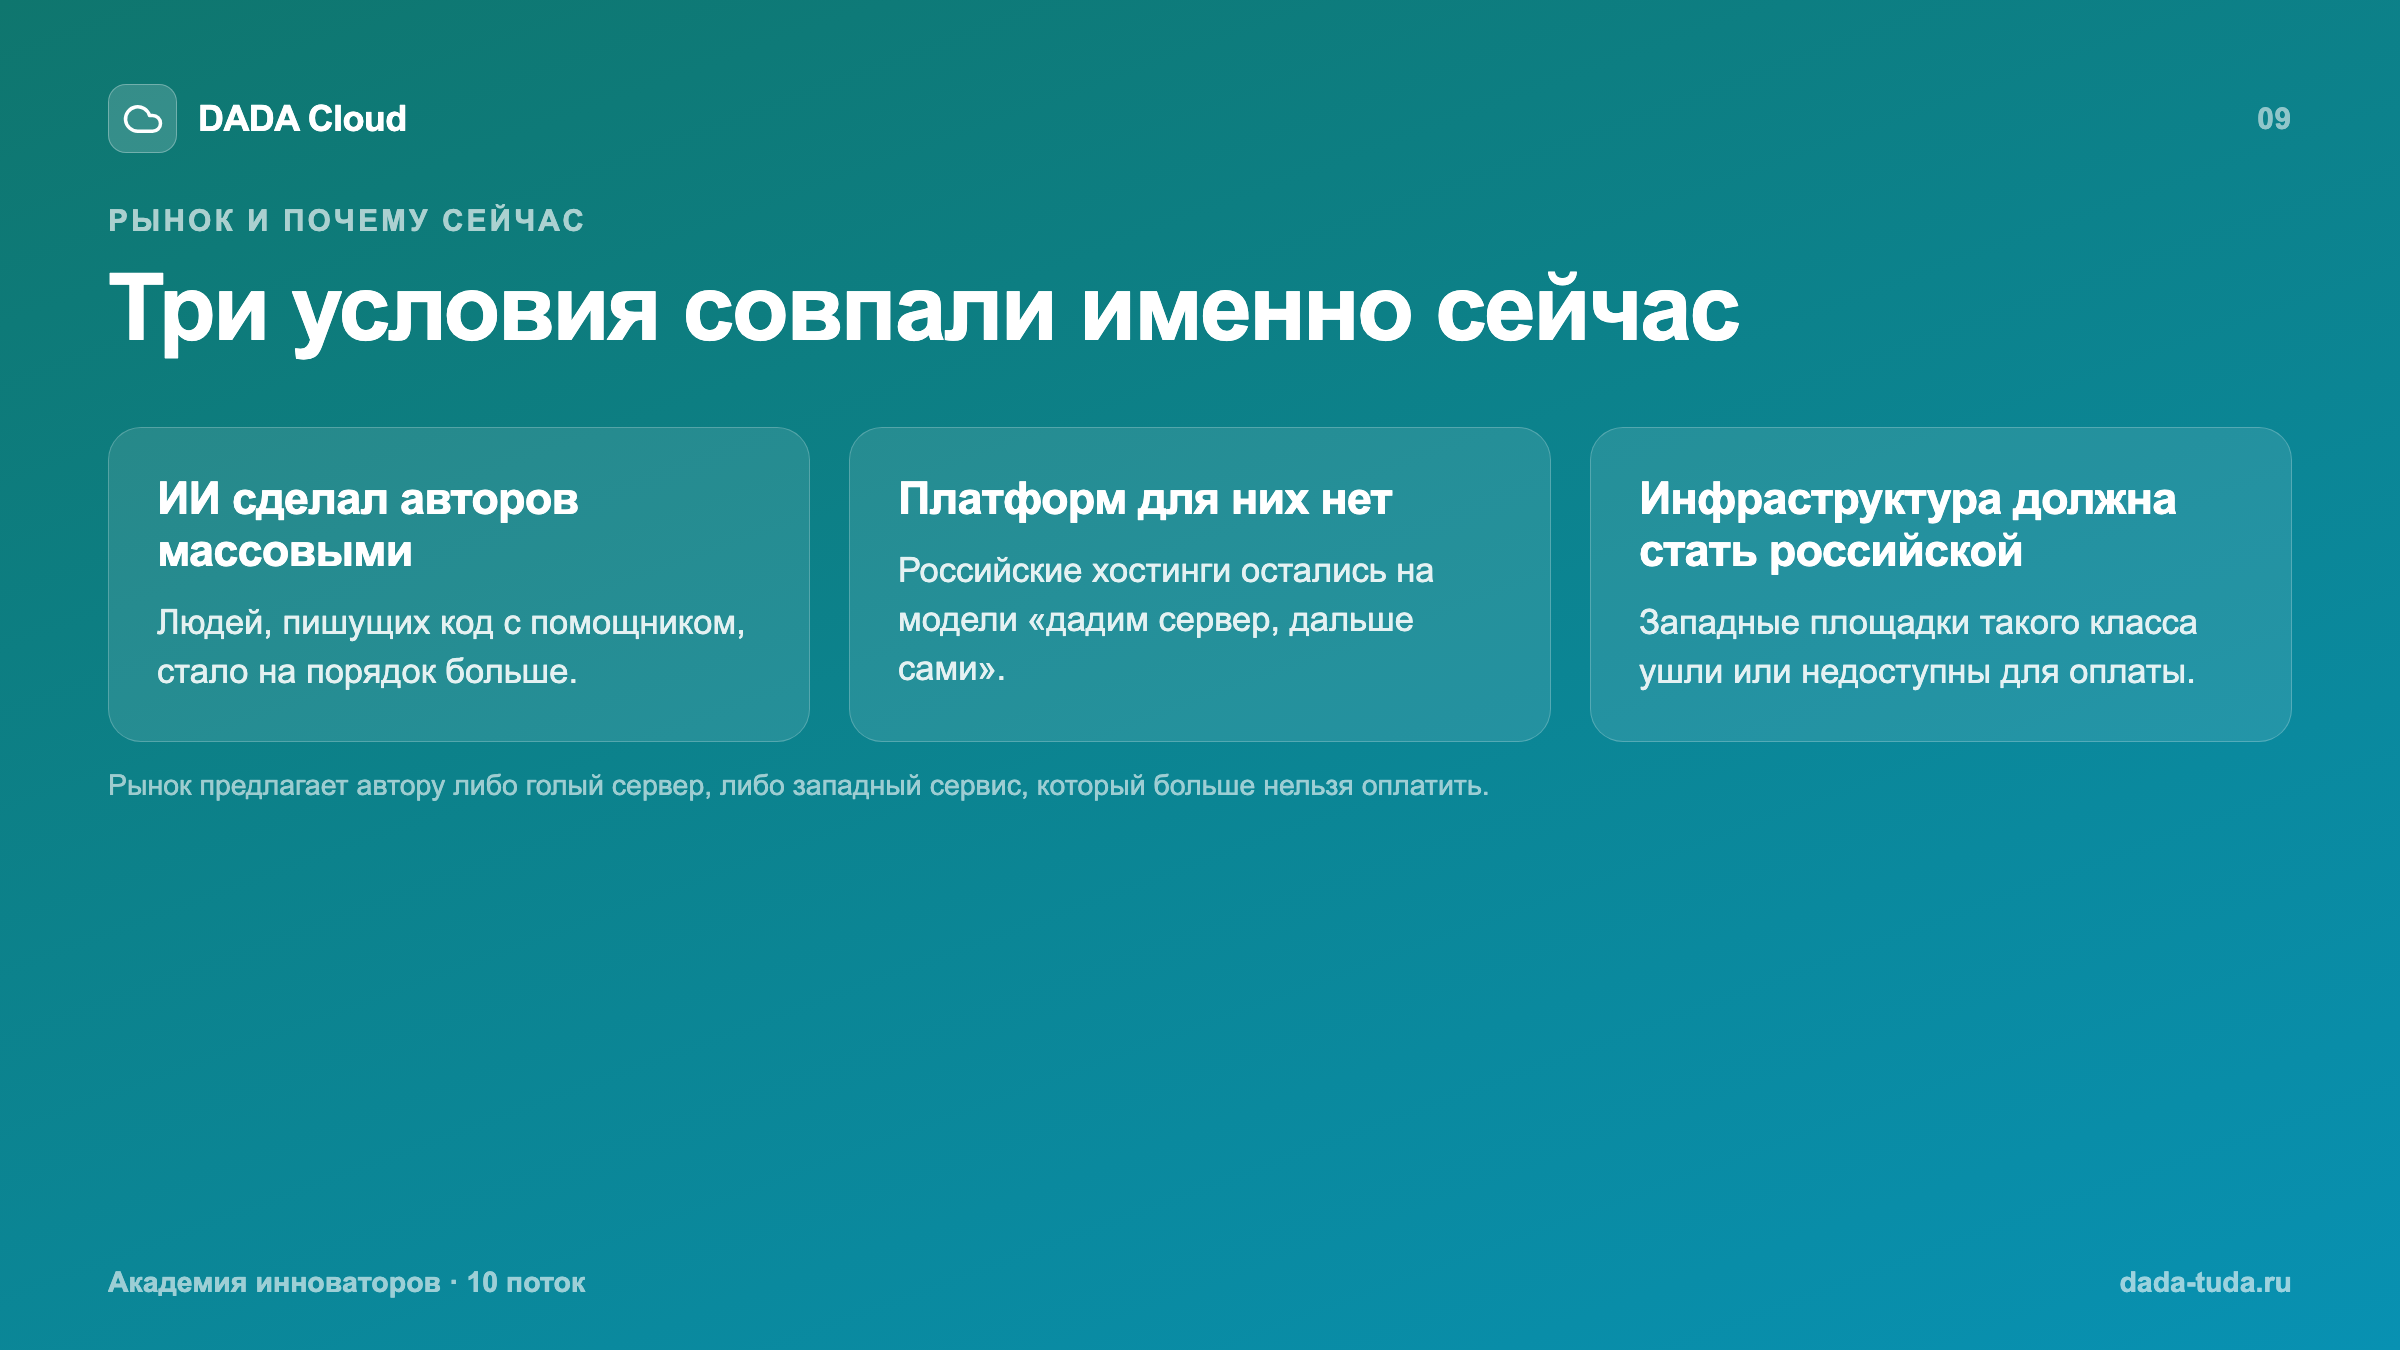 DADA Cloud
09
РЫНОК И ПОЧЕМУ СЕЙЧАС
Три условия совпали именно сейчас
ИИ сделал авторов
массовыми
Людей, пишущих код с помощником,
стало на порядок больше.
Платформ для них нет
Российские хостинги остались на
модели «дадим сервер, дальше
сами».
Инфраструктура должна
стать российской
Западные площадки такого класса
ушли или недоступны для оплаты.
Рынок предлагает автору либо голый сервер, либо западный сервис, который больше нельзя оплатить.
Академия инноваторов · 10 поток
dada-tuda.ru